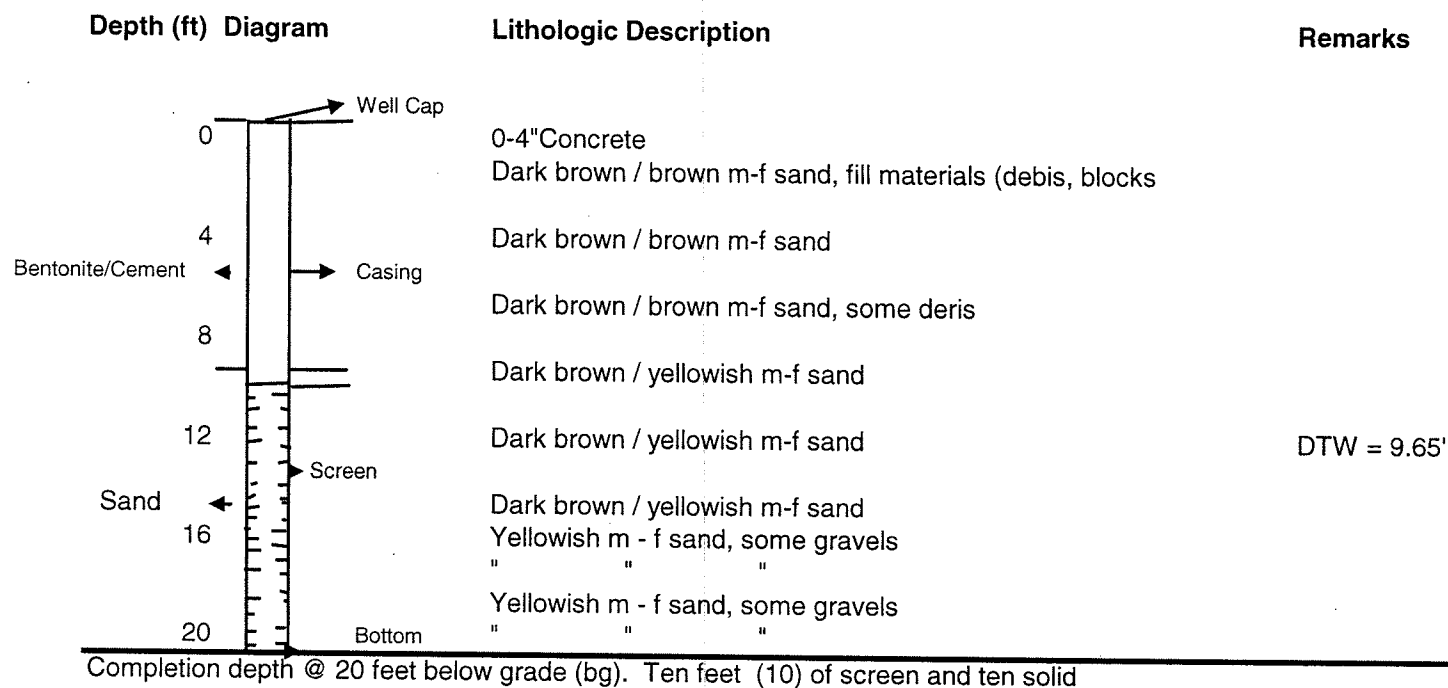 Depth (ft) Diagram Lithologic Description Remarks
Well Cap
0
0-4"Concrete
Dark brown / brown m-f sand, fill materials (debis, blocks
4 Dark brown / brown m-f sand
Bentonite/Cement Casing
Dark brown / brown m-f sand, some deris
8
Dark brown / yellowish m-f sand
12 Dark brown / yellowish m-f sand DTW = 9.65'
Screen
Sand Dark brown / yellowish m-f sand
16 Yellowish m - f sand, some gravels
" " "
Yellowish m - f sand, some gravels
20 Bottom " " "
Completion depth @ 20 feet below grade (bg). Ten feet (10) of screen and ten solid